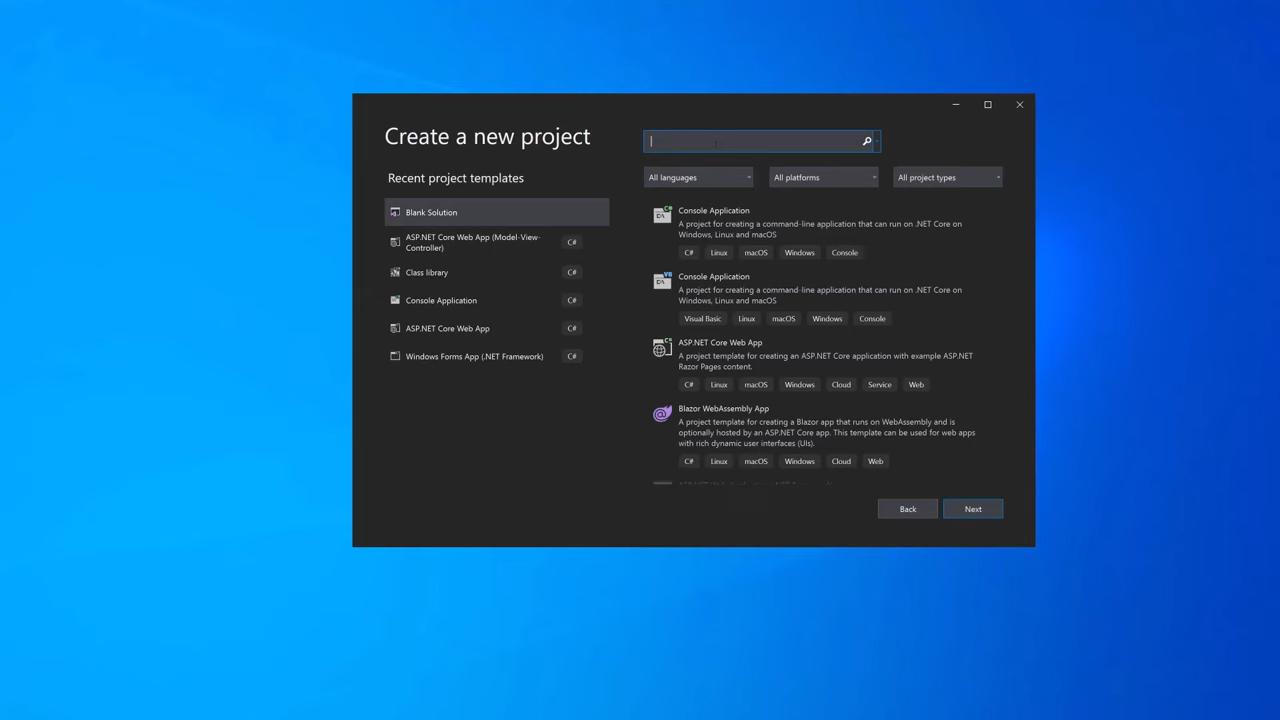 Create a new project
Recent project templates
Blank Solution
ASP.NET Core Web App (Model-View-
Controller)
C#
Class library
C#
Console Application
C#
ASP.NET Core Web App
C#
Windows Forms App (.NET Framework)
C#
All languages
All platforms
All project types
Console Application
A project for creating a command-line application that can run on .NET Core on
Windows, Linux and macOS
C# Linux macOS Windows Console
Console Application
A project for creating a command-line application that can run on .NET Core on
Windows, Linux and macOS
Visual Basic Linux macOS Windows Console
ASP.NET Core Web App
A project template for creating an ASP.NET Core application with example ASP.NET
Razor Pages content.
C# Linux macOS Windows Cloud Service Web
Blazor WebAssembly App
A project template for creating a Blazor app that runs on WebAssembly and is
optionally hosted by an ASP.NET Core app. This template can be used for web apps
with rich dynamic user interfaces (UIs).
C# Linux macOS Windows Cloud Web
Back
Next